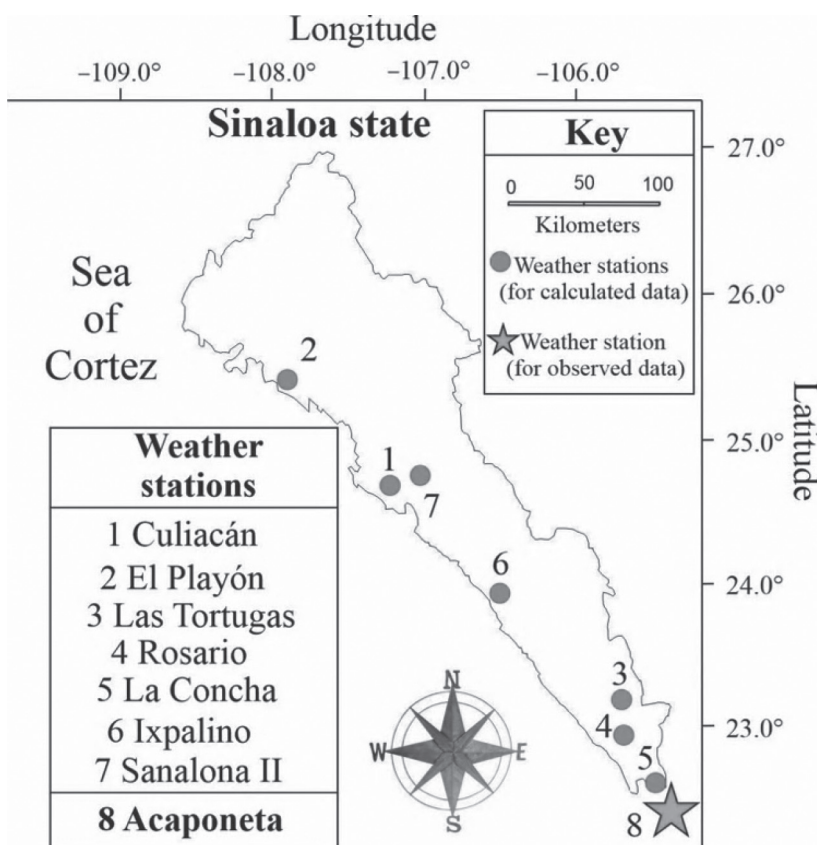 Longitude
−109.0° −108.0° −107.0° −106.0°
Sinaloa state
Key
0 50 100
Kilometers
Weather stations
(for calculated data)
Weather station
(for observed data)
27.0°
26.0°
25.0°
24.0°
23.0°
Latitude
Sea
of
Cortez
2
1
7
6
3
4
5
8
Weather
stations
1 Culiacán
2 El Playón
3 Las Tortugas
4 Rosario
5 La Concha
6 Ixpalino
7 Sanalona II
8 Acaponeta
N
W E
S